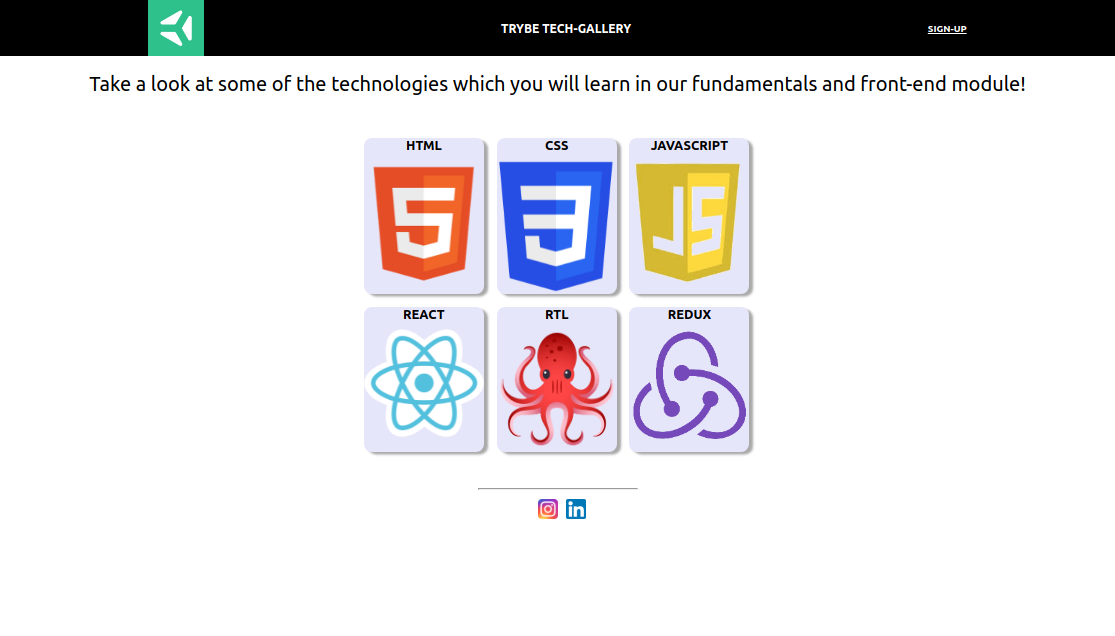 TRYBE TECH-GALLERY
SIGN-UP
Take a look at some of the technologies which you will learn in our fundamentals and front-end module!
HTML
CSS
JAVASCRIPT
5
3
JS
REACT
RTL
REDUX
in